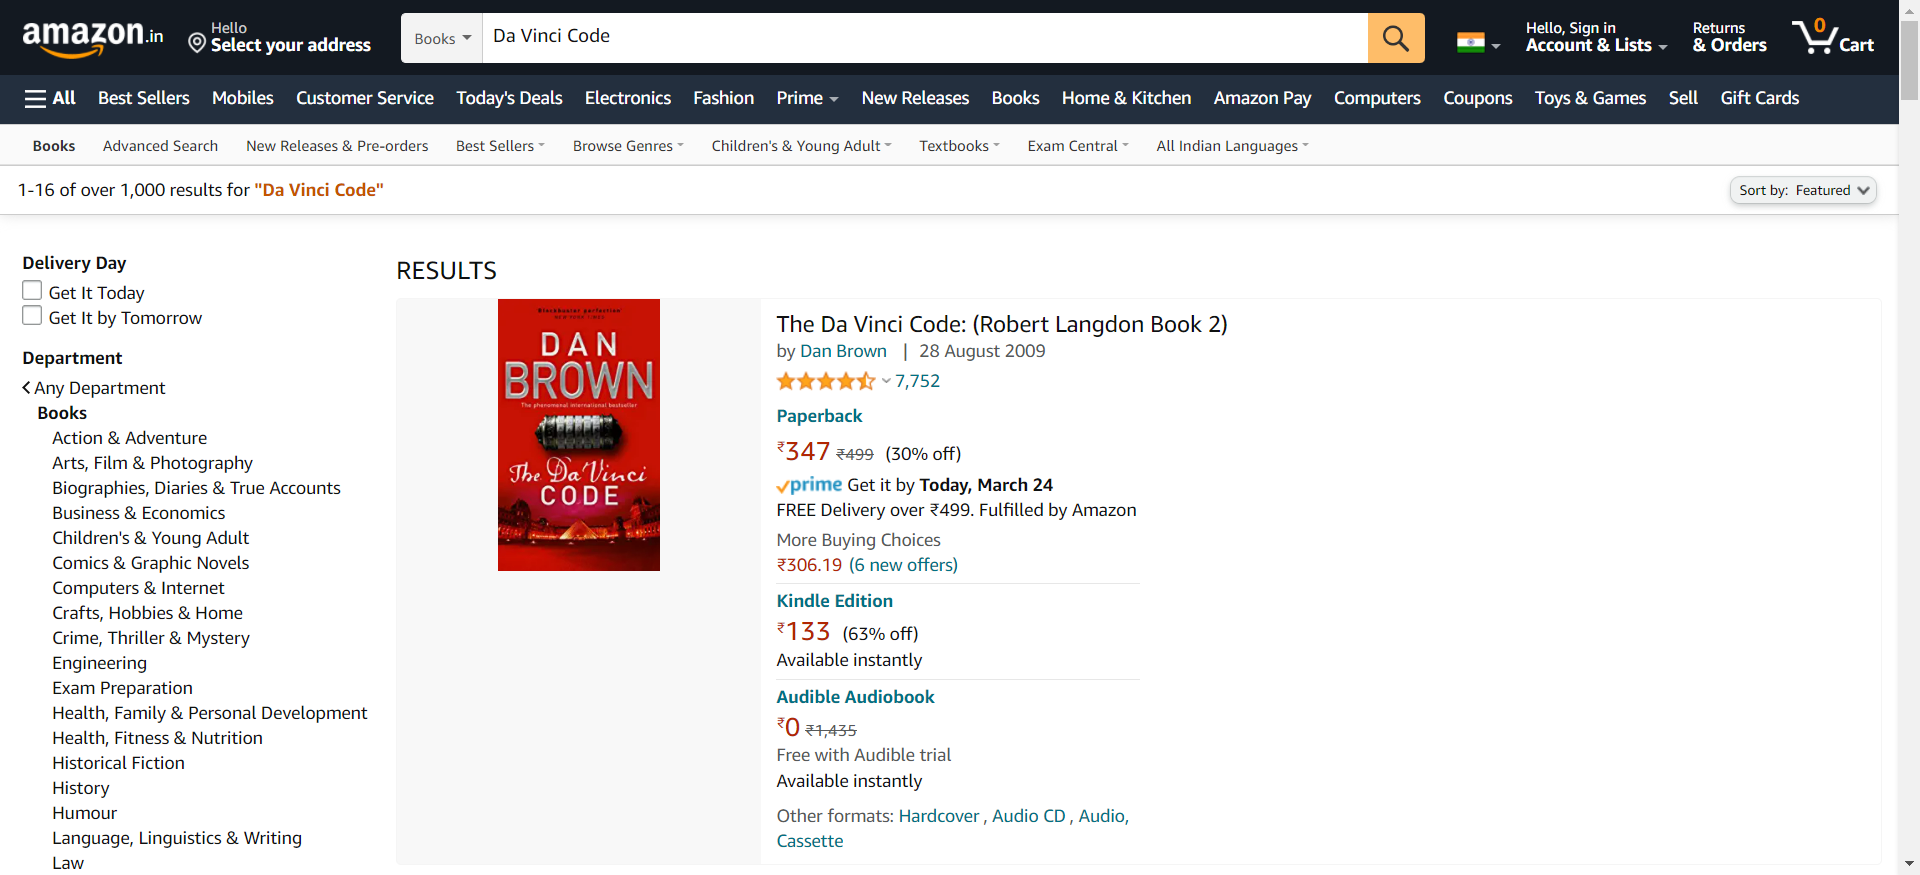 amazon.in
Hello
Select your address
Books
Da Vinci Code
Hello, Sign in
Account & Lists
Returns
& Orders
0
Cart
All Best Sellers Mobiles Customer Service Today's Deals Electronics Fashion Prime New Releases Books Home & Kitchen Amazon Pay Computers Coupons Toys & Games Sell Gift Cards
Books Advanced Search New Releases & Pre-orders Best Sellers Browse Genres Children's & Young Adult Textbooks Exam Central All Indian Languages
1-16 of over 1,000 results for "Da Vinci Code"
Sort by: Featured
Delivery Day
Get It Today
Get It by Tomorrow
Department
Any Department
Books
Action & Adventure
Arts, Film & Photography
Biographies, Diaries & True Accounts
Business & Economics
Children's & Young Adult
Comics & Graphic Novels
Computers & Internet
Crafts, Hobbies & Home
Crime, Thriller & Mystery
Engineering
Exam Preparation
Health, Family & Personal Development
Health, Fitness & Nutrition
Historical Fiction
History
Humour
Language, Linguistics & Writing
Law
RESULTS
'Blockbuster perfection'
NEW YORK TIMES
DAN
BROWN
The phenomenal international bestseller
The Da Vinci
CODE
The Da Vinci Code: (Robert Langdon Book 2)
by Dan Brown | 28 August 2009
7,752
Paperback
₹347 ₹499 (30% off)
prime Get it by Today, March 24
FREE Delivery over ₹499. Fulfilled by Amazon
More Buying Choices
₹306.19 (6 new offers)
Kindle Edition
₹133 (63% off)
Available instantly
Audible Audiobook
₹0 ₹1,435
Free with Audible trial
Available instantly
Other formats: Hardcover , Audio CD , Audio,
Cassette